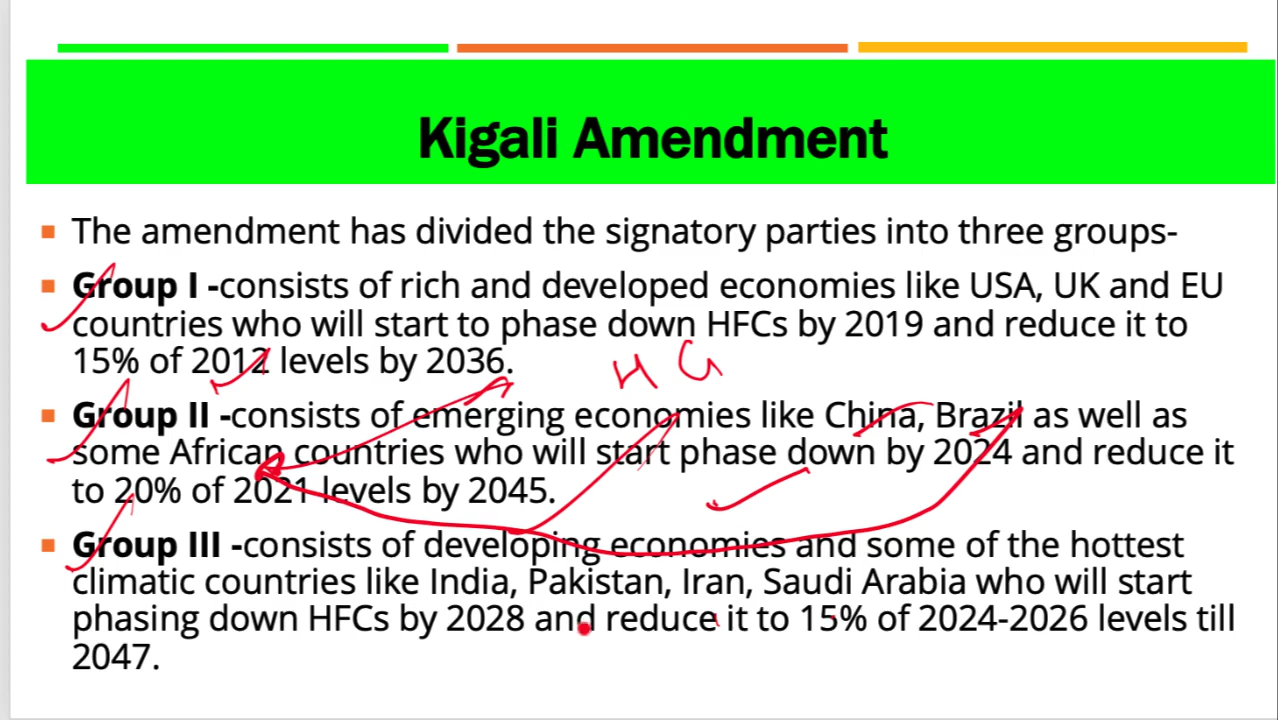 Kigali Amendment
The amendment has divided the signatory parties into three groups-
Group I -consists of rich and developed economies like USA, UK and EU
countries who will start to phase down HFCs by 2019 and reduce it to
15% of 2012 levels by 2036.
Group II -consists of emerging economies like China, Brazil as well as
some African countries who will start phase down by 2024 and reduce it
to 20% of 2021 levels by 2045.
Group III -consists of developing economies and some of the hottest
climatic countries like India, Pakistan, Iran, Saudi Arabia who will start
phasing down HFCs by 2028 and reduce it to 15% of 2024-2026 levels till
2047.